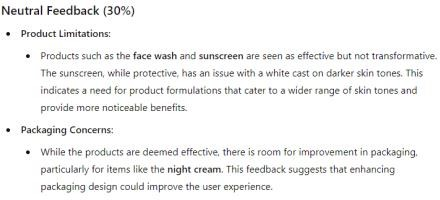 Neutral Feedback (30%)
• Product Limitations:
• Products such as the face wash and sunscreen are seen as effective but not transformative.
The sunscreen, while protective, has an issue with a white cast on darker skin tones. This
indicates a need for product formulations that cater to a wider range of skin tones and
provide more noticeable benefits.
• Packaging Concerns:
• While the products are deemed effective, there is room for improvement in packaging,
particularly for items like the night cream. This feedback suggests that enhancing
packaging design could improve the user experience.